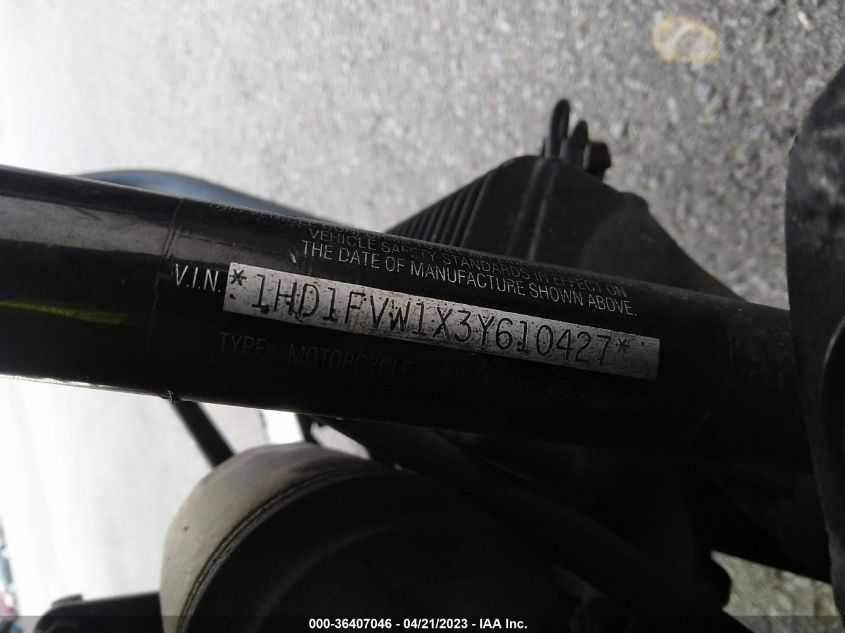 VEHICLE SAFETY STANDARDS IN EFFECT ON
THE DATE OF MANUFACTURE SHOWN ABOVE.
V.I.N. *1HD1FVW1X3Y610427*
TYPE: MOTORCYCLE
000-36407046 - 04/21/2023 - IAA Inc.